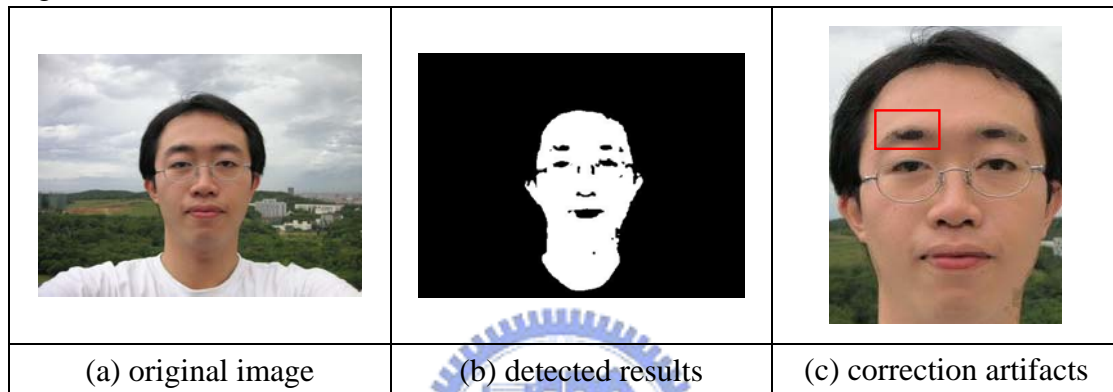 (a) original image
(b) detected results
(c) correction artifacts